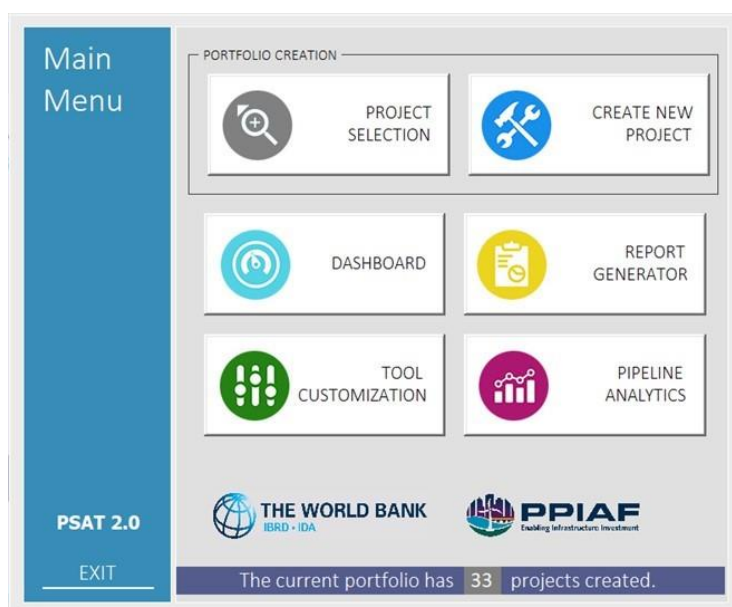 Main
Menu
PORTFOLIO CREATION
PROJECT
SELECTION
CREATE NEW
PROJECT
DASHBOARD
REPORT
GENERATOR
TOOL
CUSTOMIZATION
PIPELINE
ANALYTICS
PSAT 2.0
THE WORLD BANK
IBRD • IDA
PPIAF
Enabling Infrastructure Investment
EXIT
The current portfolio has 33 projects created.